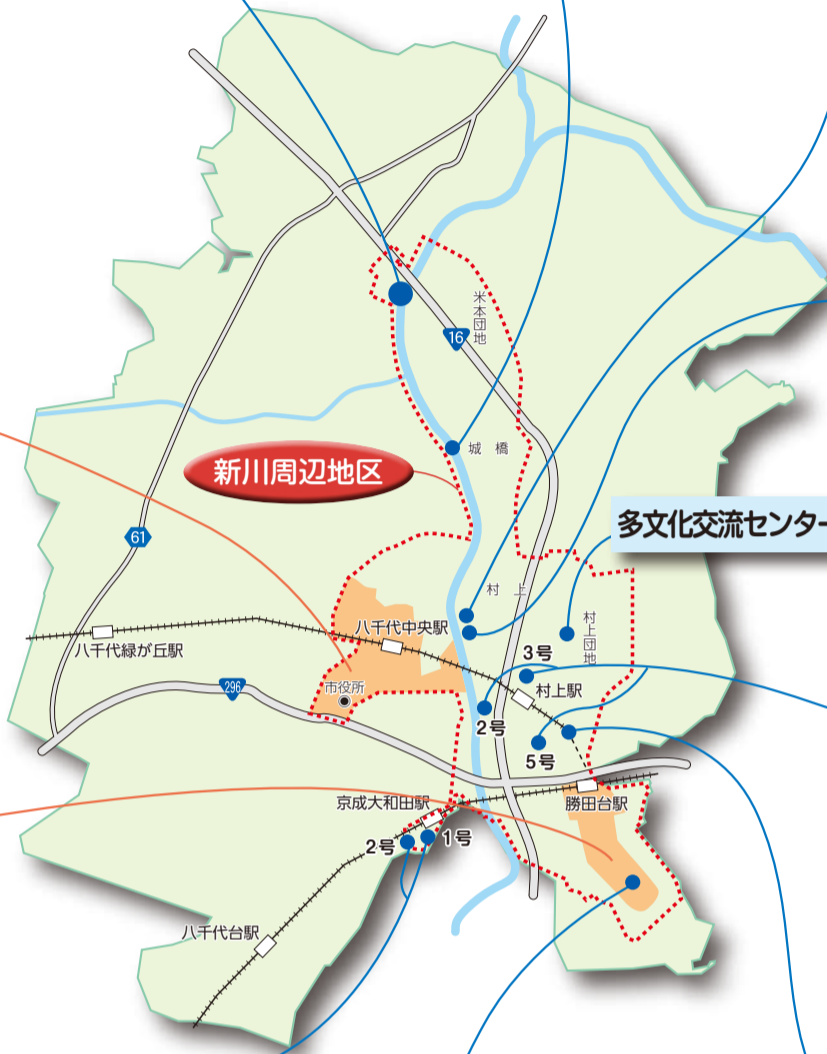 米本団地
16
城 橋
新川周辺地区
多文化交流センター
61
村 上
村上団地
八千代中央駅
八千代緑が丘駅
3号
市役所
296
村上駅
2号
5号
京成大和田駅
勝田台駅
2号
1号
八千代台駅